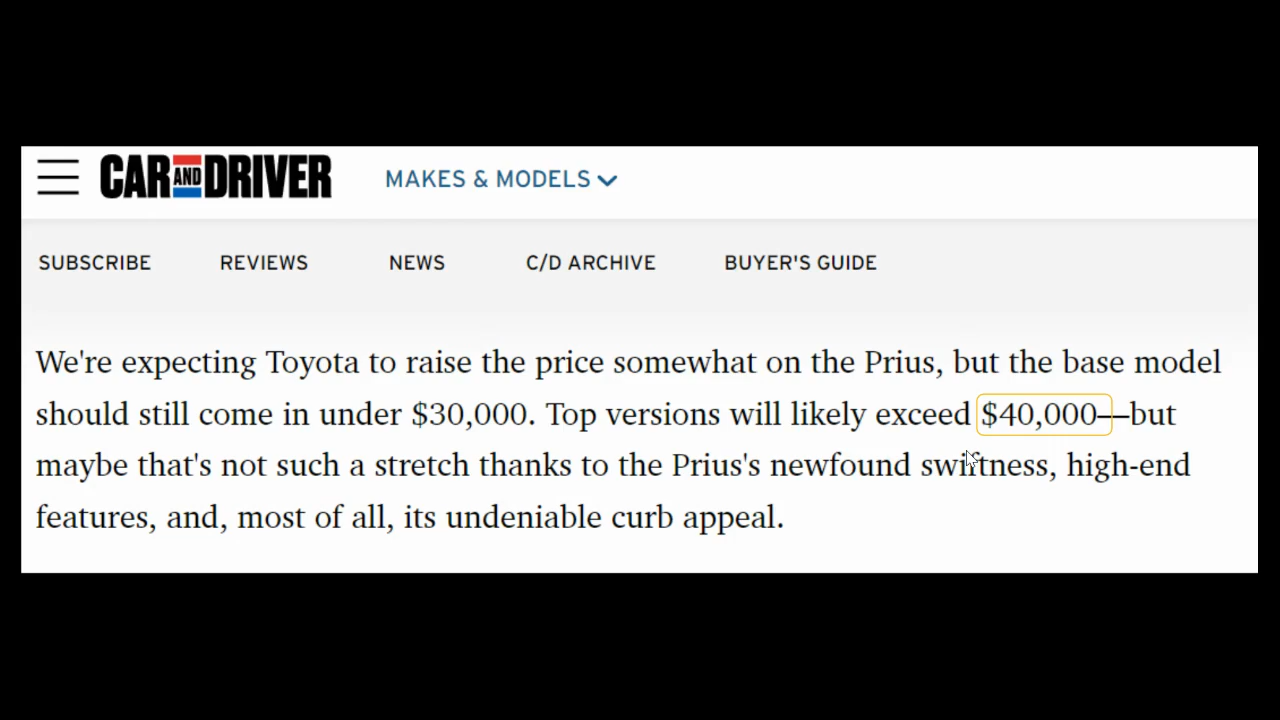 CAR AND DRIVER MAKES & MODELS
SUBSCRIBE REVIEWS NEWS C/D ARCHIVE BUYER'S GUIDE
We're expecting Toyota to raise the price somewhat on the Prius, but the base model
should still come in under $30,000. Top versions will likely exceed $40,000—but
maybe that's not such a stretch thanks to the Prius's newfound swiftness, high-end
features, and, most of all, its undeniable curb appeal.